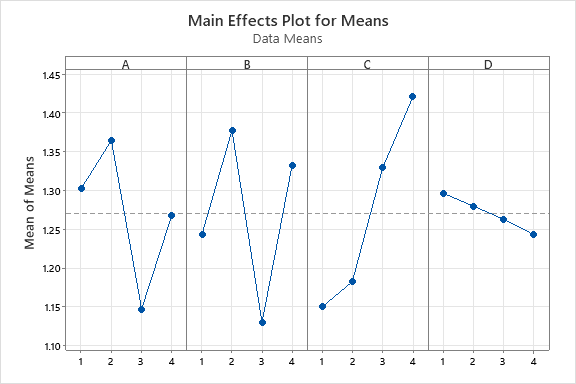 Main Effects Plot for Means
Data Means
A B C D
Mean of Means
1.45
1.40
1.35
1.30
1.25
1.20
1.15
1.10
1 2 3 4 1 2 3 4 1 2 3 4 1 2 3 4